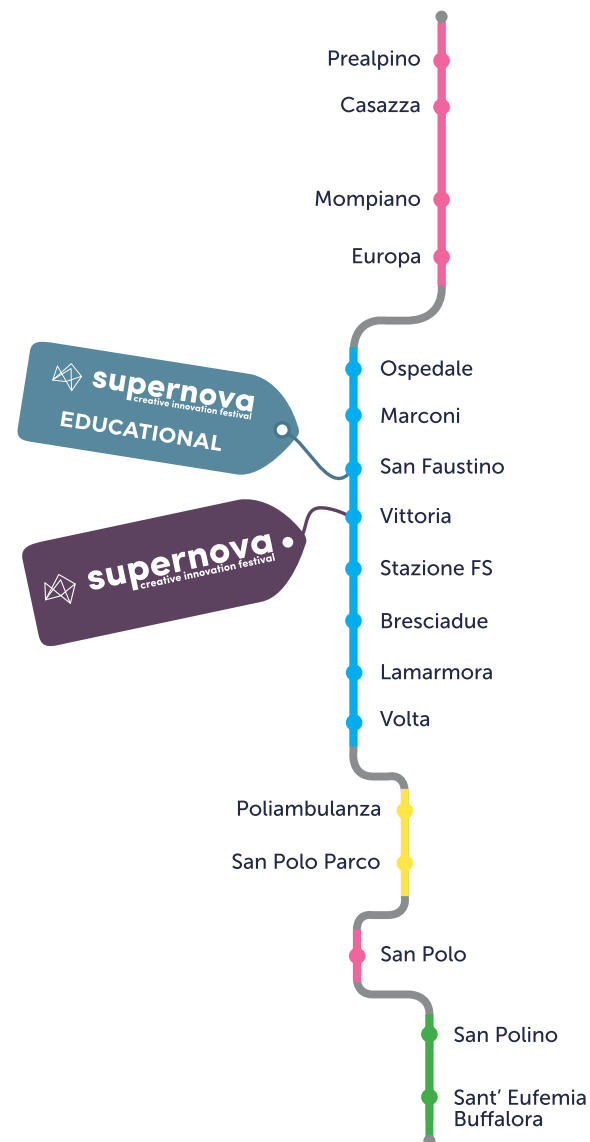 Prealpino
Casazza
Mompiano
Europa
Ospedale
supernova
creative innovation festival
EDUCATIONAL
Marconi
San Faustino
Vittoria
supernova
creative innovation festival
Stazione FS
Bresciadue
Lamarmora
Volta
Poliambulanza
San Polo Parco
San Polo
San Polino
Sant’ Eufemia
Buffalora